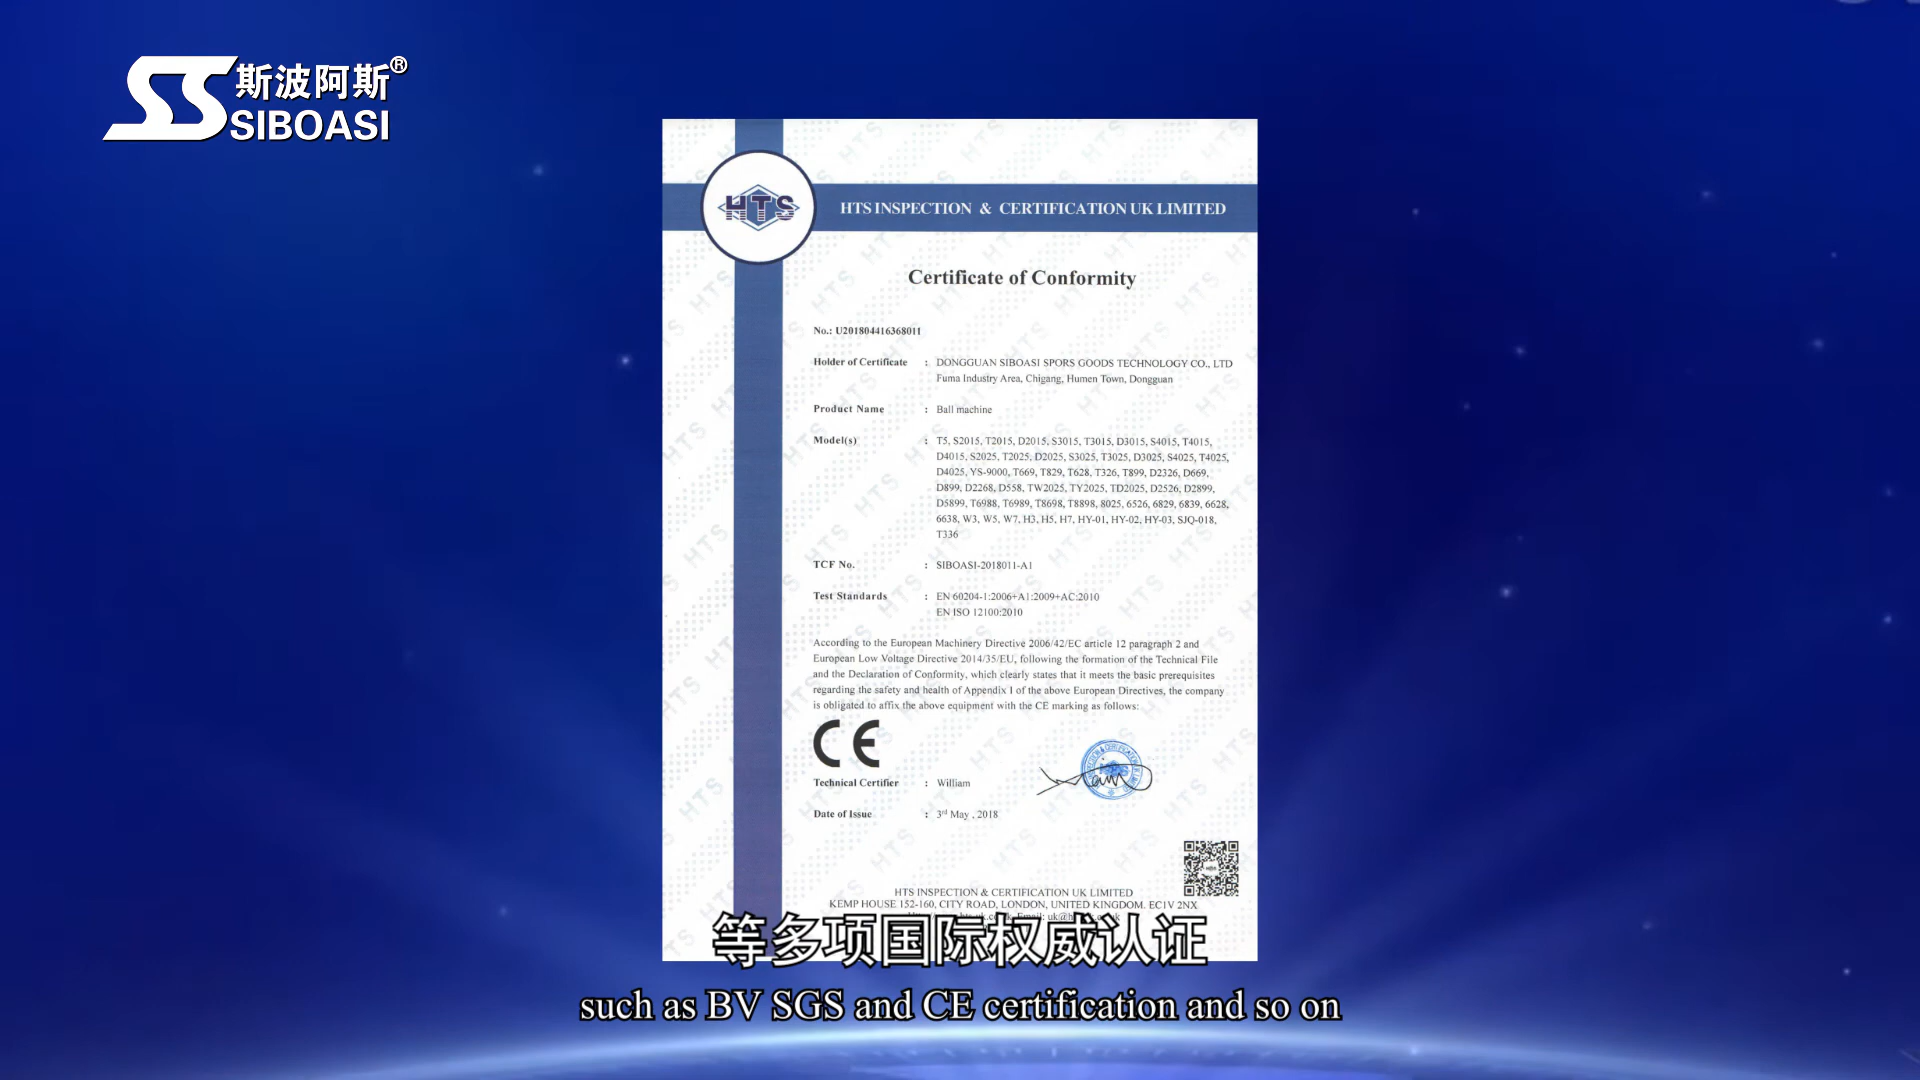 斯波阿斯®
SIBOASI
HTS
HTS INSPECTION & CERTIFICATION UK LIMITED
Certificate of Conformity
No.: U201804416368011
Holder of Certificate : DONGGUAN SIBOASI SPORS GOODS TECHNOLOGY CO., LTD
Fuma Industry Area, Chigang, Humen Town, Dongguan
Product Name : Ball machine
Model(s) : T5, S2015, T2015, D2015, S3015, T3015, D3015, S4015, T4015,
D4015, S2025, T2025, D2025, S3025, T3025, D3025, S4025, T4025,
D4025, YS-9000, T669, T829, T628, T326, T899, D2326, D669,
D899, D2268, D558, TW2025, TY2025, TD2025, D2526, D2899,
D5899, T6988, T6989, T8698, T8898, 8025, 6526, 6829, 6839, 6628,
6638, W3, W5, W7, H3, H5, H7, HY-01, HY-02, HY-03, SJQ-018,
T336
TCF No. : SIBOASI-2018011-A1
Test Standards : EN 60204-1:2006+A1:2009+AC:2010
EN ISO 12100:2010
According to the European Machinery Directive 2006/42/EC article 12 paragraph 2 and
European Low Voltage Directive 2014/35/EU, following the formation of the Technical File
and the Declaration of Conformity, which clearly states that it meets the basic prerequisites
regarding the safety and health of Appendix I of the above European Directives, the company
is obligated to affix the above equipment with the CE marking as follows:
CE
Technical Certifier : William
Date of Issue : 3rd May , 2018
HTS INSPECTION & CERTIFICATION UK LIMITED
KEMP HOUSE 152-160, CITY ROAD, LONDON, UNITED KINGDOM. EC1V 2NX
等多项国际权威认证
such as BV SGS and CE certification and so on